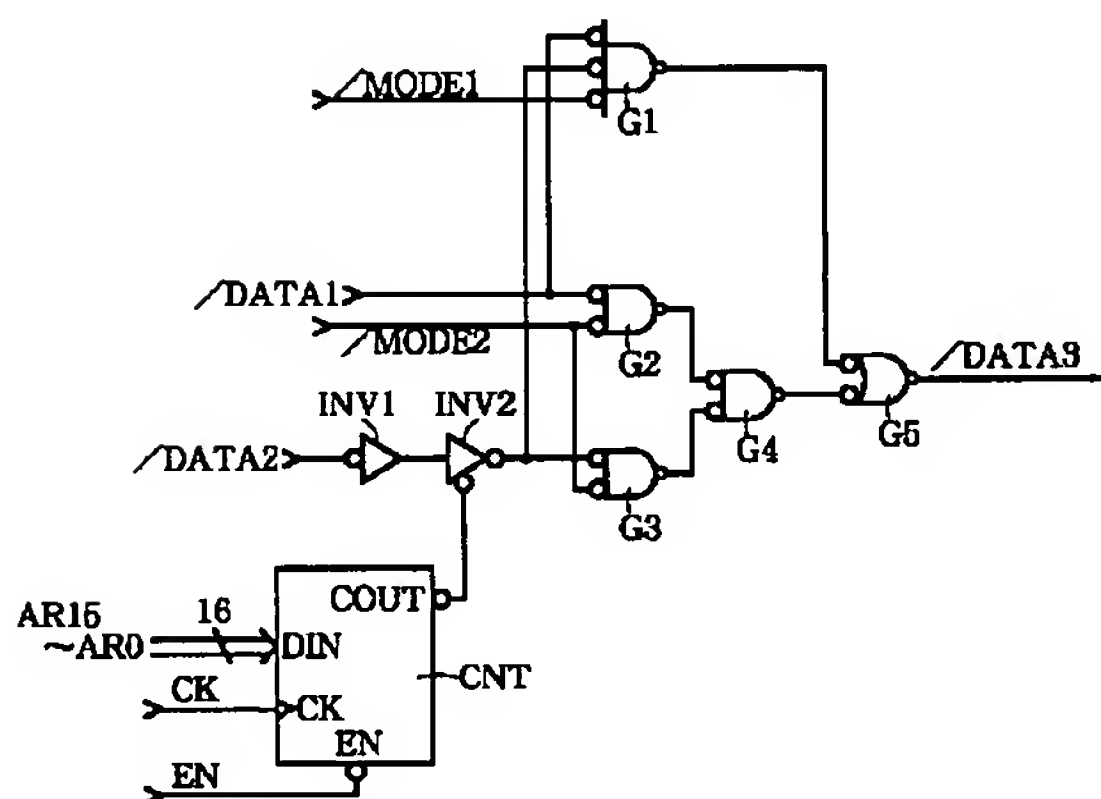 /MODE1
G1
/DATA1
/MODE2
G2
/DATA3
INV1
INV2
G5
G4
/DATA2
G3
COUT
AR15
16
~AR0
DIN
CNT
CK
CK
EN
EN